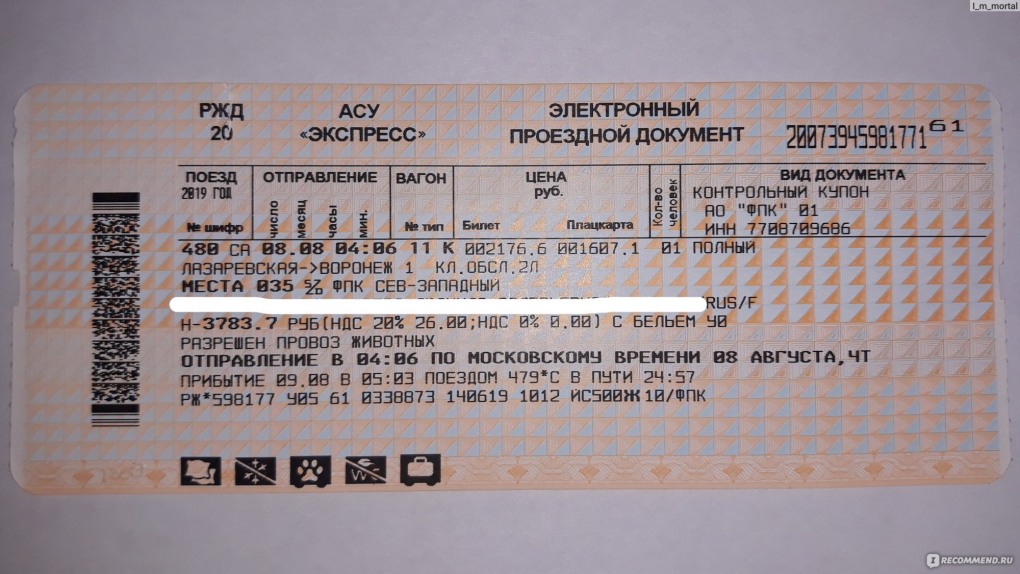 I_m_mortal
РЖД АСУ ЭЛЕКТРОННЫЙ
20 «ЭКСПРЕСС» ПРОЕЗДНОЙ ДОКУМЕНТ 20073945981771 61
ПОЕЗД ОТПРАВЛЕНИЕ ВАГОН ЦЕНА руб. Кол-во человек ВИД ДОКУМЕНТА
2019 ГОД КОНТРОЛЬНЫЙ КУПОН
АО "ФПК" 01
№ шифр число месяц часы мин. № тип Билет Плацкарта ИНН 7708709686
480 СА 08.08 04:06 11 К 002176.6 001607.1 01 ПОЛНЫЙ
ЛАЗАРЕВСКАЯ->ВОРОНЕЖ 1 КЛ.ОБСЛ.2Л
МЕСТА 035 ФПК СЕВ-ЗАПАДНЫЙ
RUS/F
Н-3783.7 РУБ(НДС 20% 26.00;НДС 0% 0.00) С БЕЛЬЕМ У0
РАЗРЕШЕН ПРОВОЗ ЖИВОТНЫХ
ОТПРАВЛЕНИЕ В 04:06 ПО МОСКОВСКОМУ ВРЕМЕНИ 08 АВГУСТА,ЧТ
ПРИБЫТИЕ 09.08 В 05:03 ПОЕЗДОМ 479*С В ПУТИ 24:57
РЖ*598177 У05 61 0338873 140619 1012 ИС500Ж10/ФПК
W
I RECOMMEND.RU